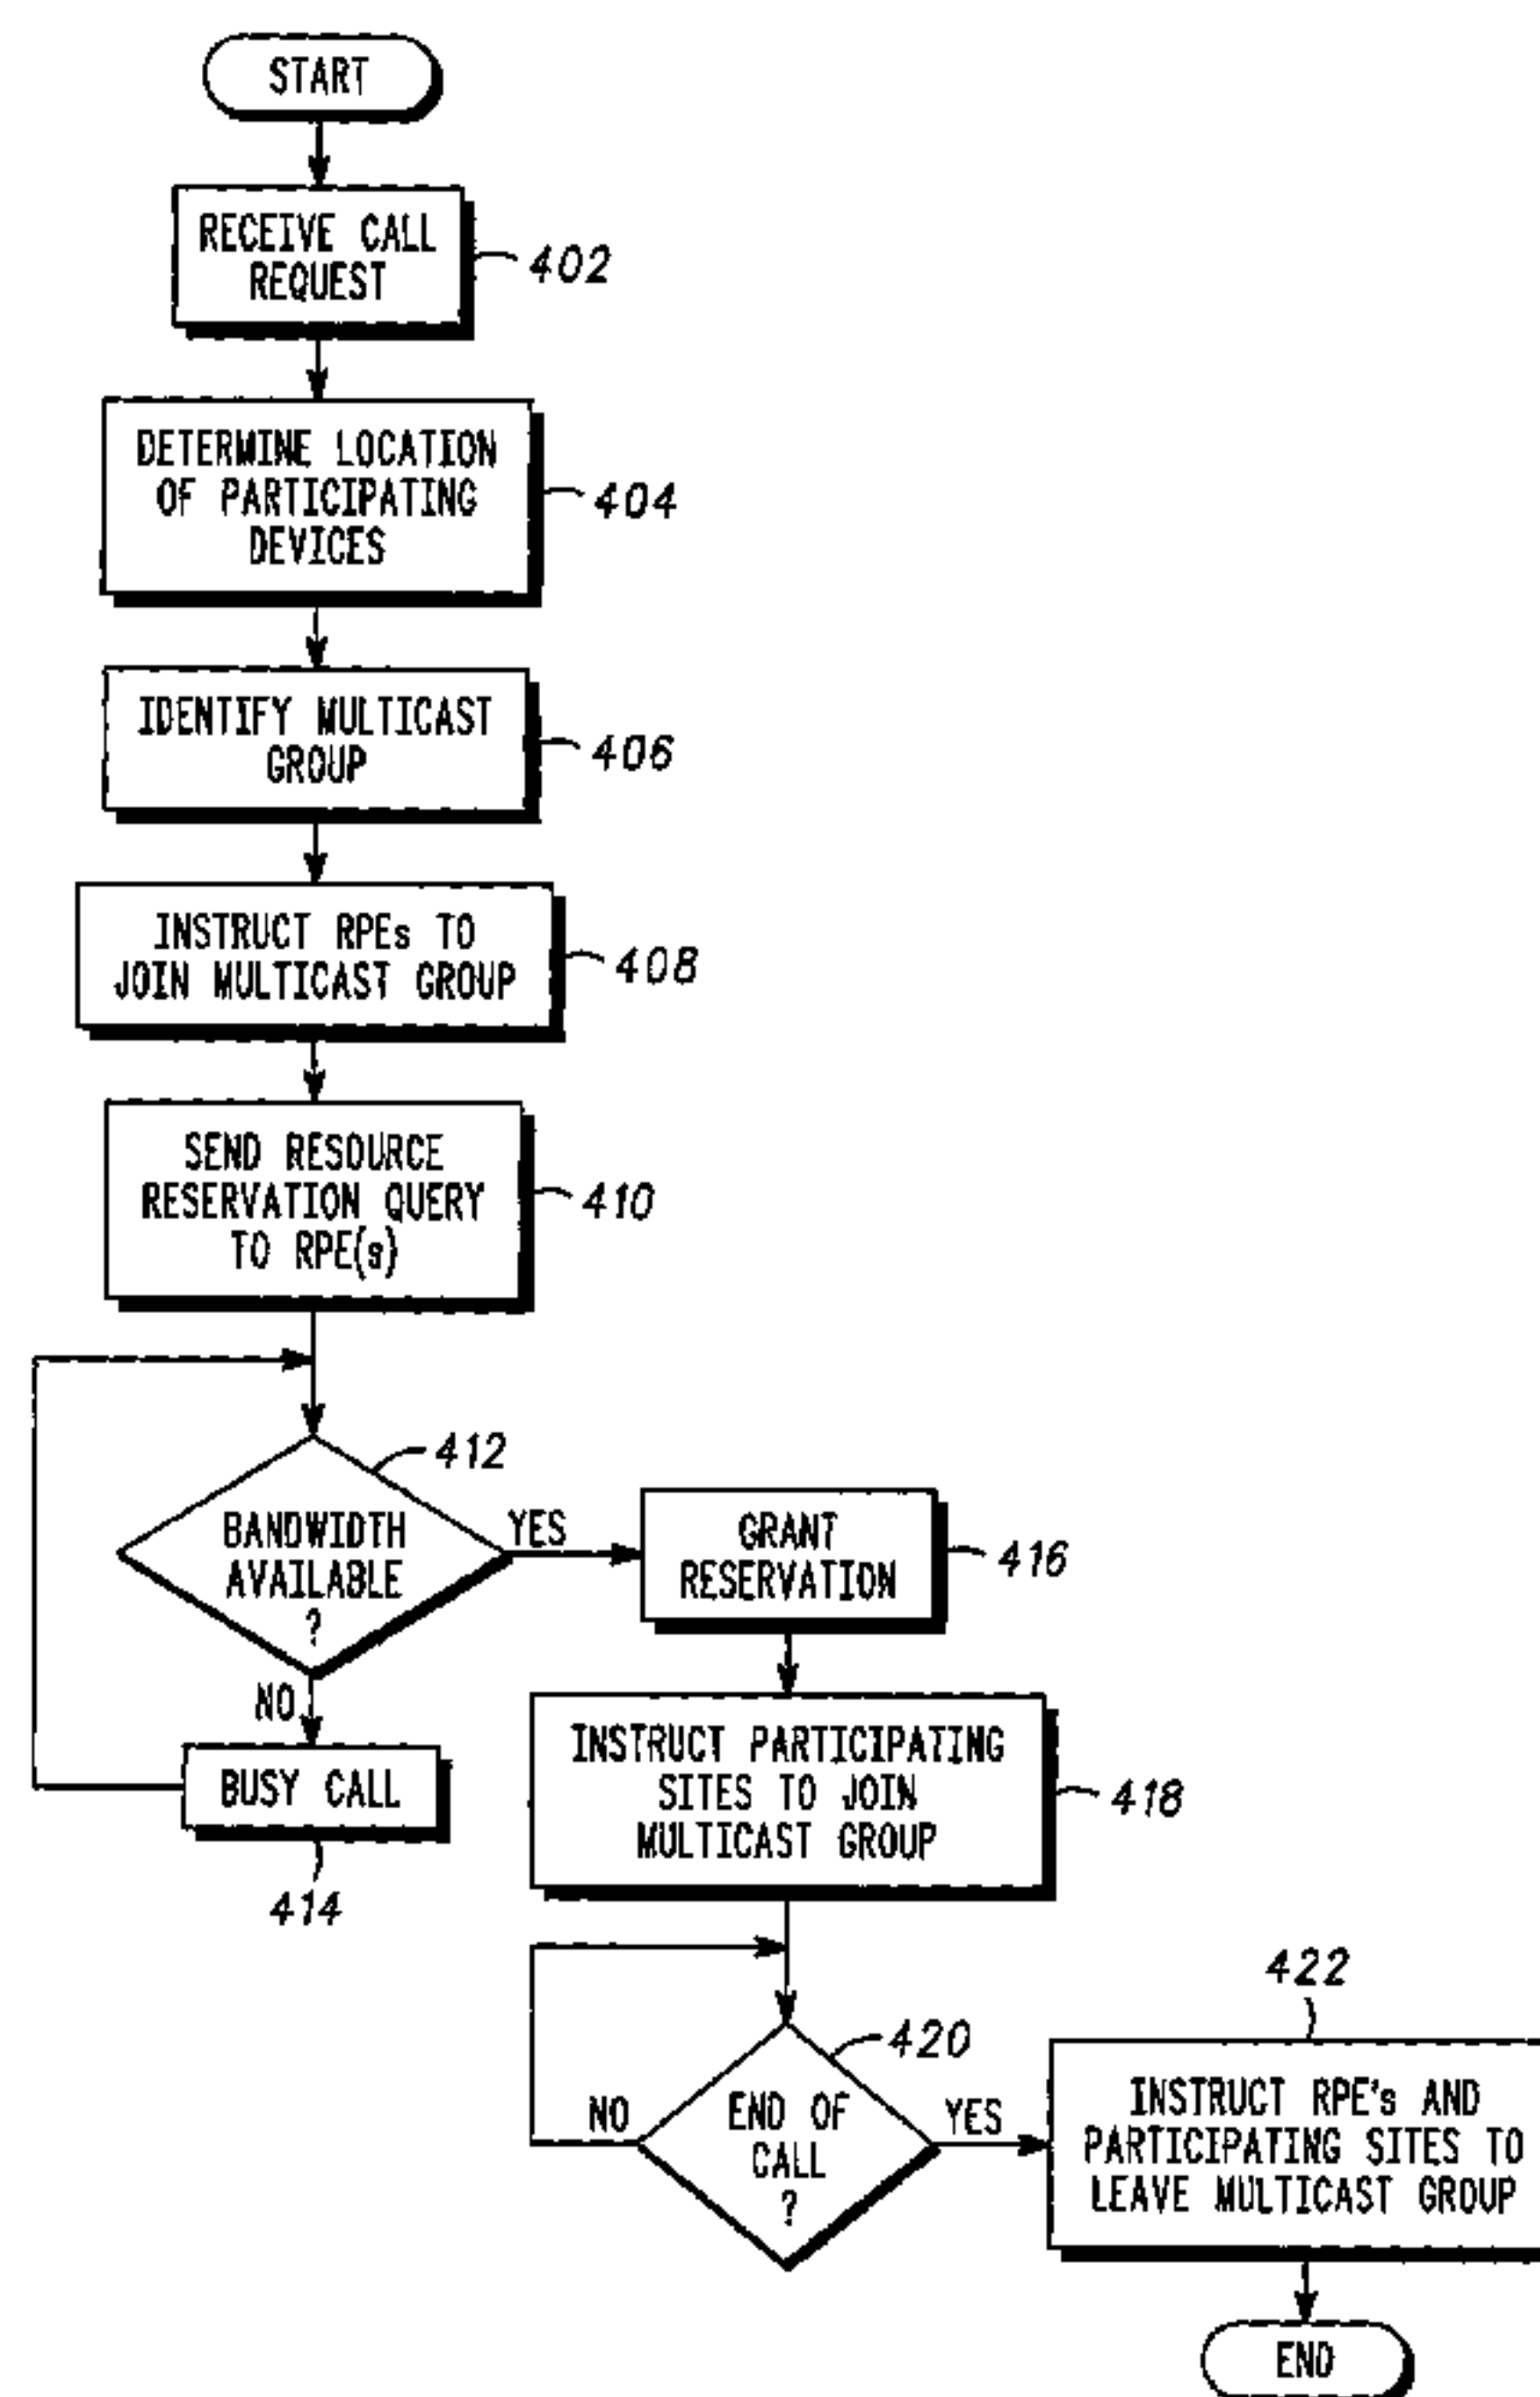 START
RECEIVE CALL
REQUEST
402
DETERMINE LOCATION
OF PARTICIPATING
DEVICES
404
IDENTIFY MULTICAST
GROUP
406
INSTRUCT RPEs TO
JOIN MULTICAST GROUP
408
SEND RESOURCE
RESERVATION QUERY
TO RPE(s)
410
412
BANDWIDTH
AVAILABLE
?
YES
GRANT
RESERVATION
416
NO
BUSY CALL
414
INSTRUCT PARTICIPATING
SITES TO JOIN
MULTICAST GROUP
418
420
END OF
CALL
?
NO
YES
422
INSTRUCT RPE's AND
PARTICIPATING SITES TO
LEAVE MULTICAST GROUP
END